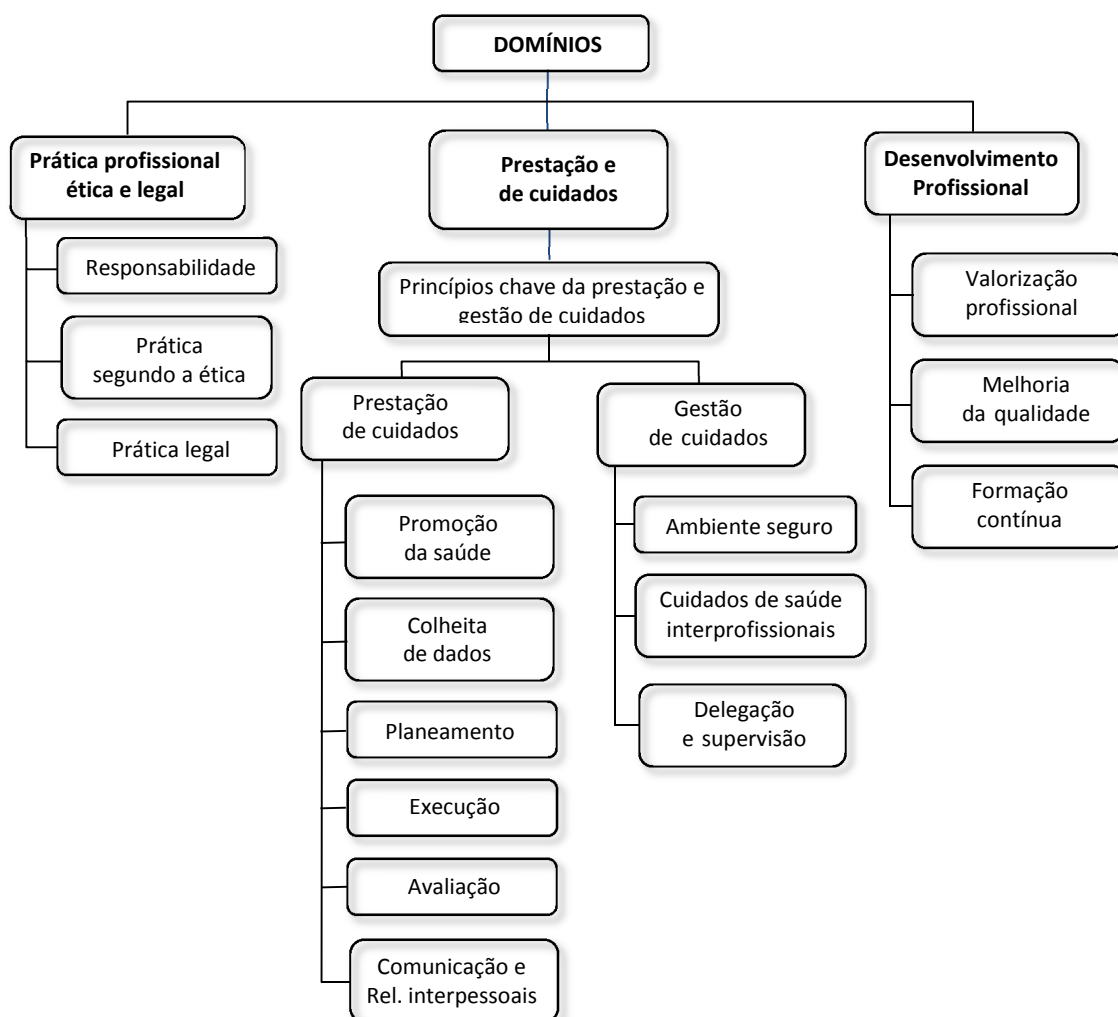 DOMÍNIOS
Prática profissional
ética e legal
Responsabilidade
Prática
segundo a ética
Prática legal
Prestação e
de cuidados
Princípios chave da prestação e
gestão de cuidados
Prestação
de cuidados
Promoção
da saúde
Colheita
de dados
Planeamento
Execução
Avaliação
Comunicação e
Rel. interpessoais
Gestão
de cuidados
Ambiente seguro
Cuidados de saúde
interprofissionais
Delegação
e supervisão
Desenvolvimento
Profissional
Valorização
profissional
Melhoria
da qualidade
Formação
contínua